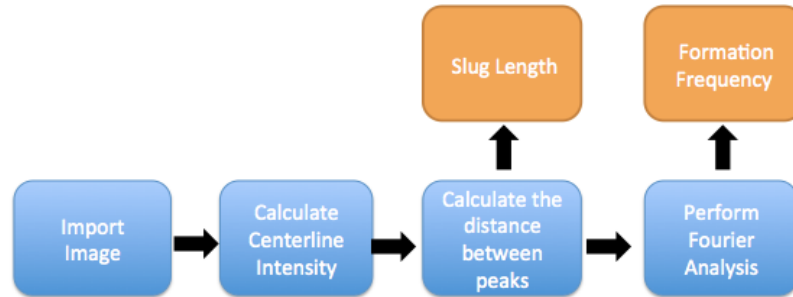 Slug Length
Formation
Frequency
Import
Image
Calculate
Centerline
Intensity
Calculate the
distance
between
peaks
Perform
Fourier
Analysis